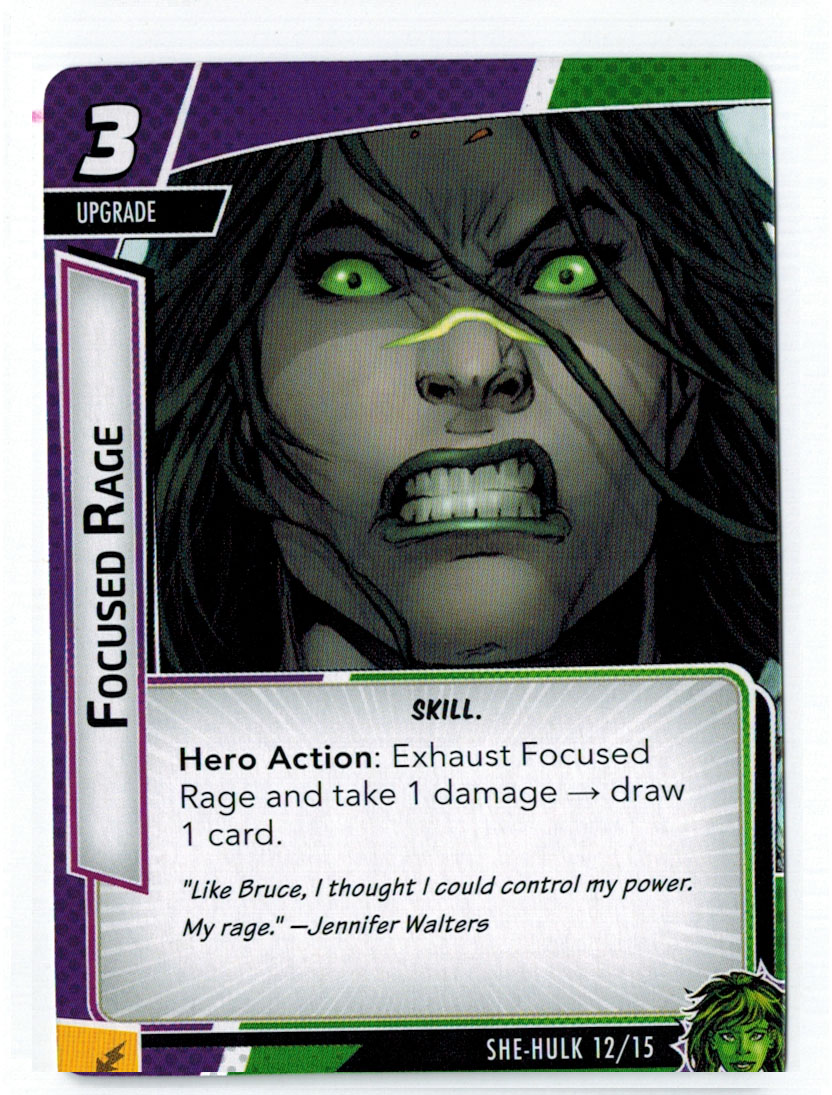 3
UPGRADE
FOCUSED RAGE
SKILL.
Hero Action: Exhaust Focused
Rage and take 1 damage → draw
1 card.
"Like Bruce, I thought I could control my power.
My rage." —Jennifer Walters
SHE-HULK 12/15